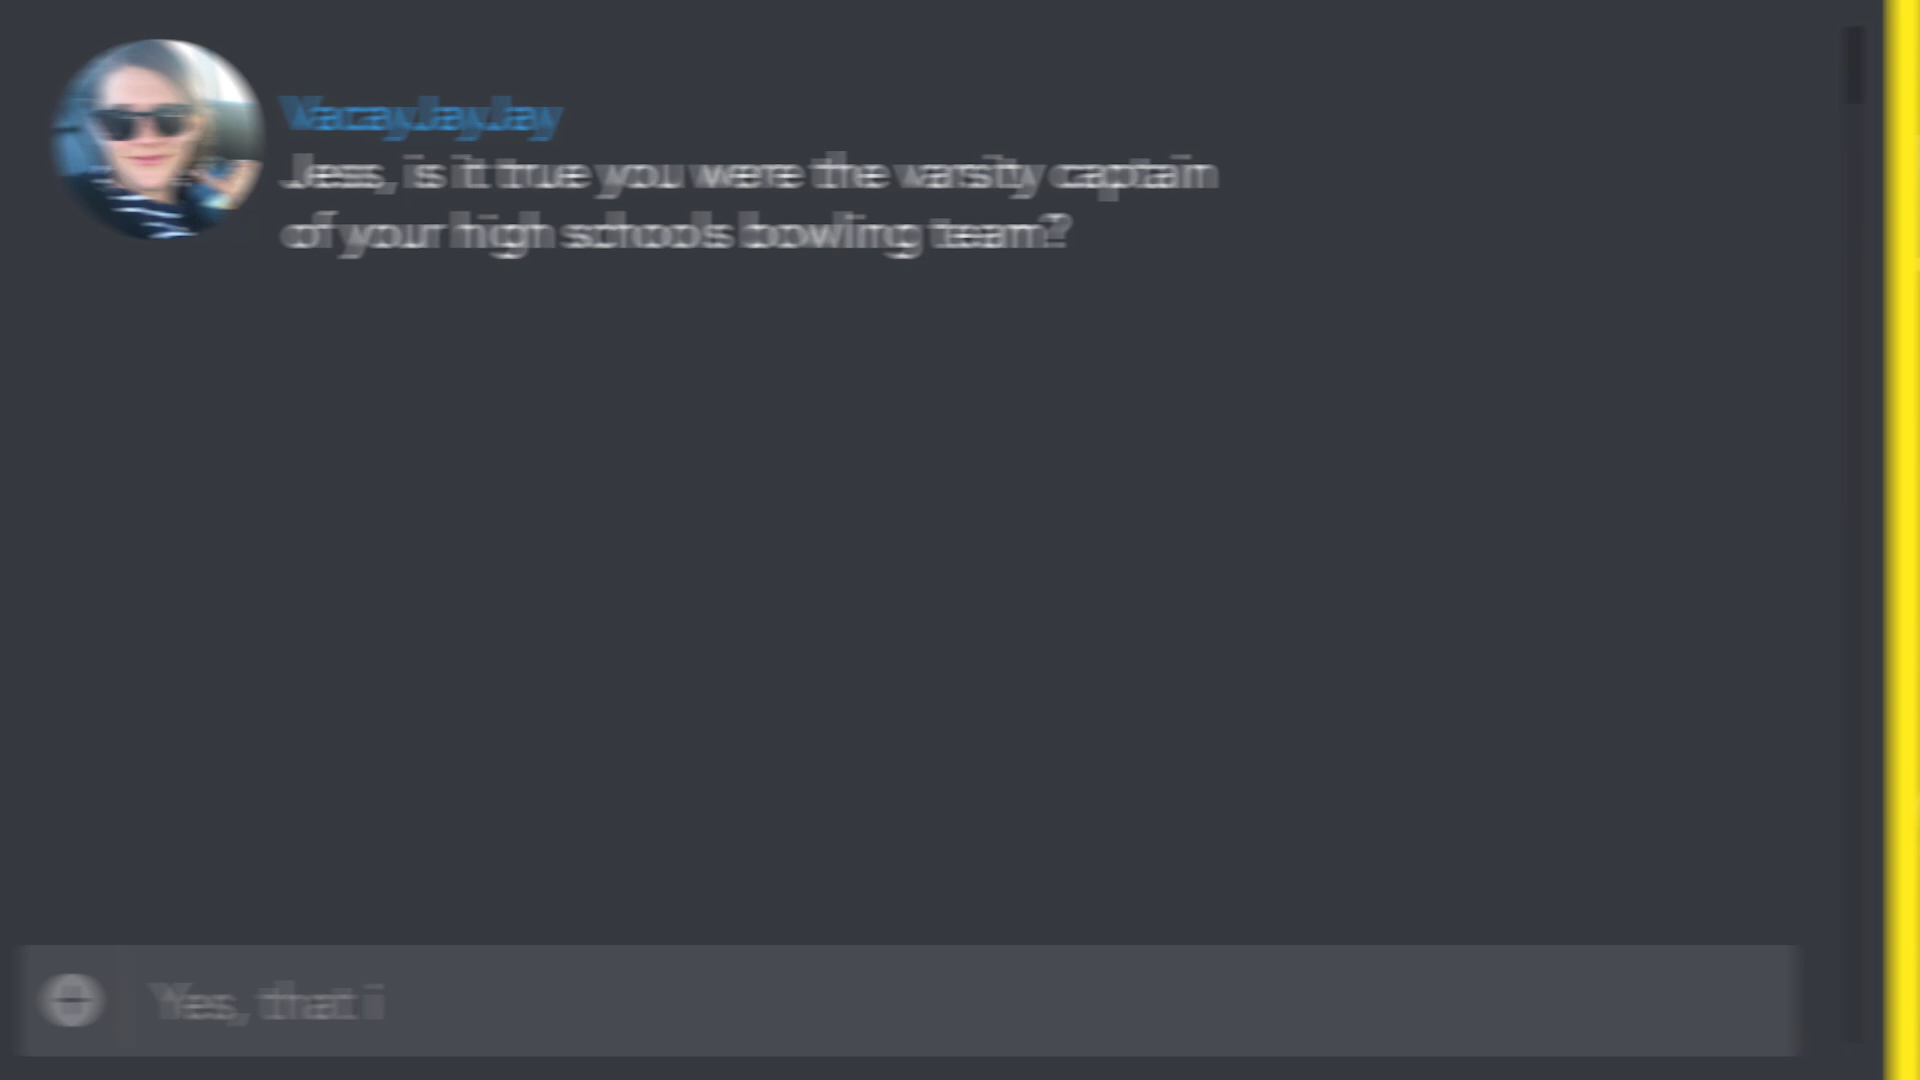 VacayJayJay
Jess, is it true you were the varsity captain
of your high school's bowling team?
Yes, that i